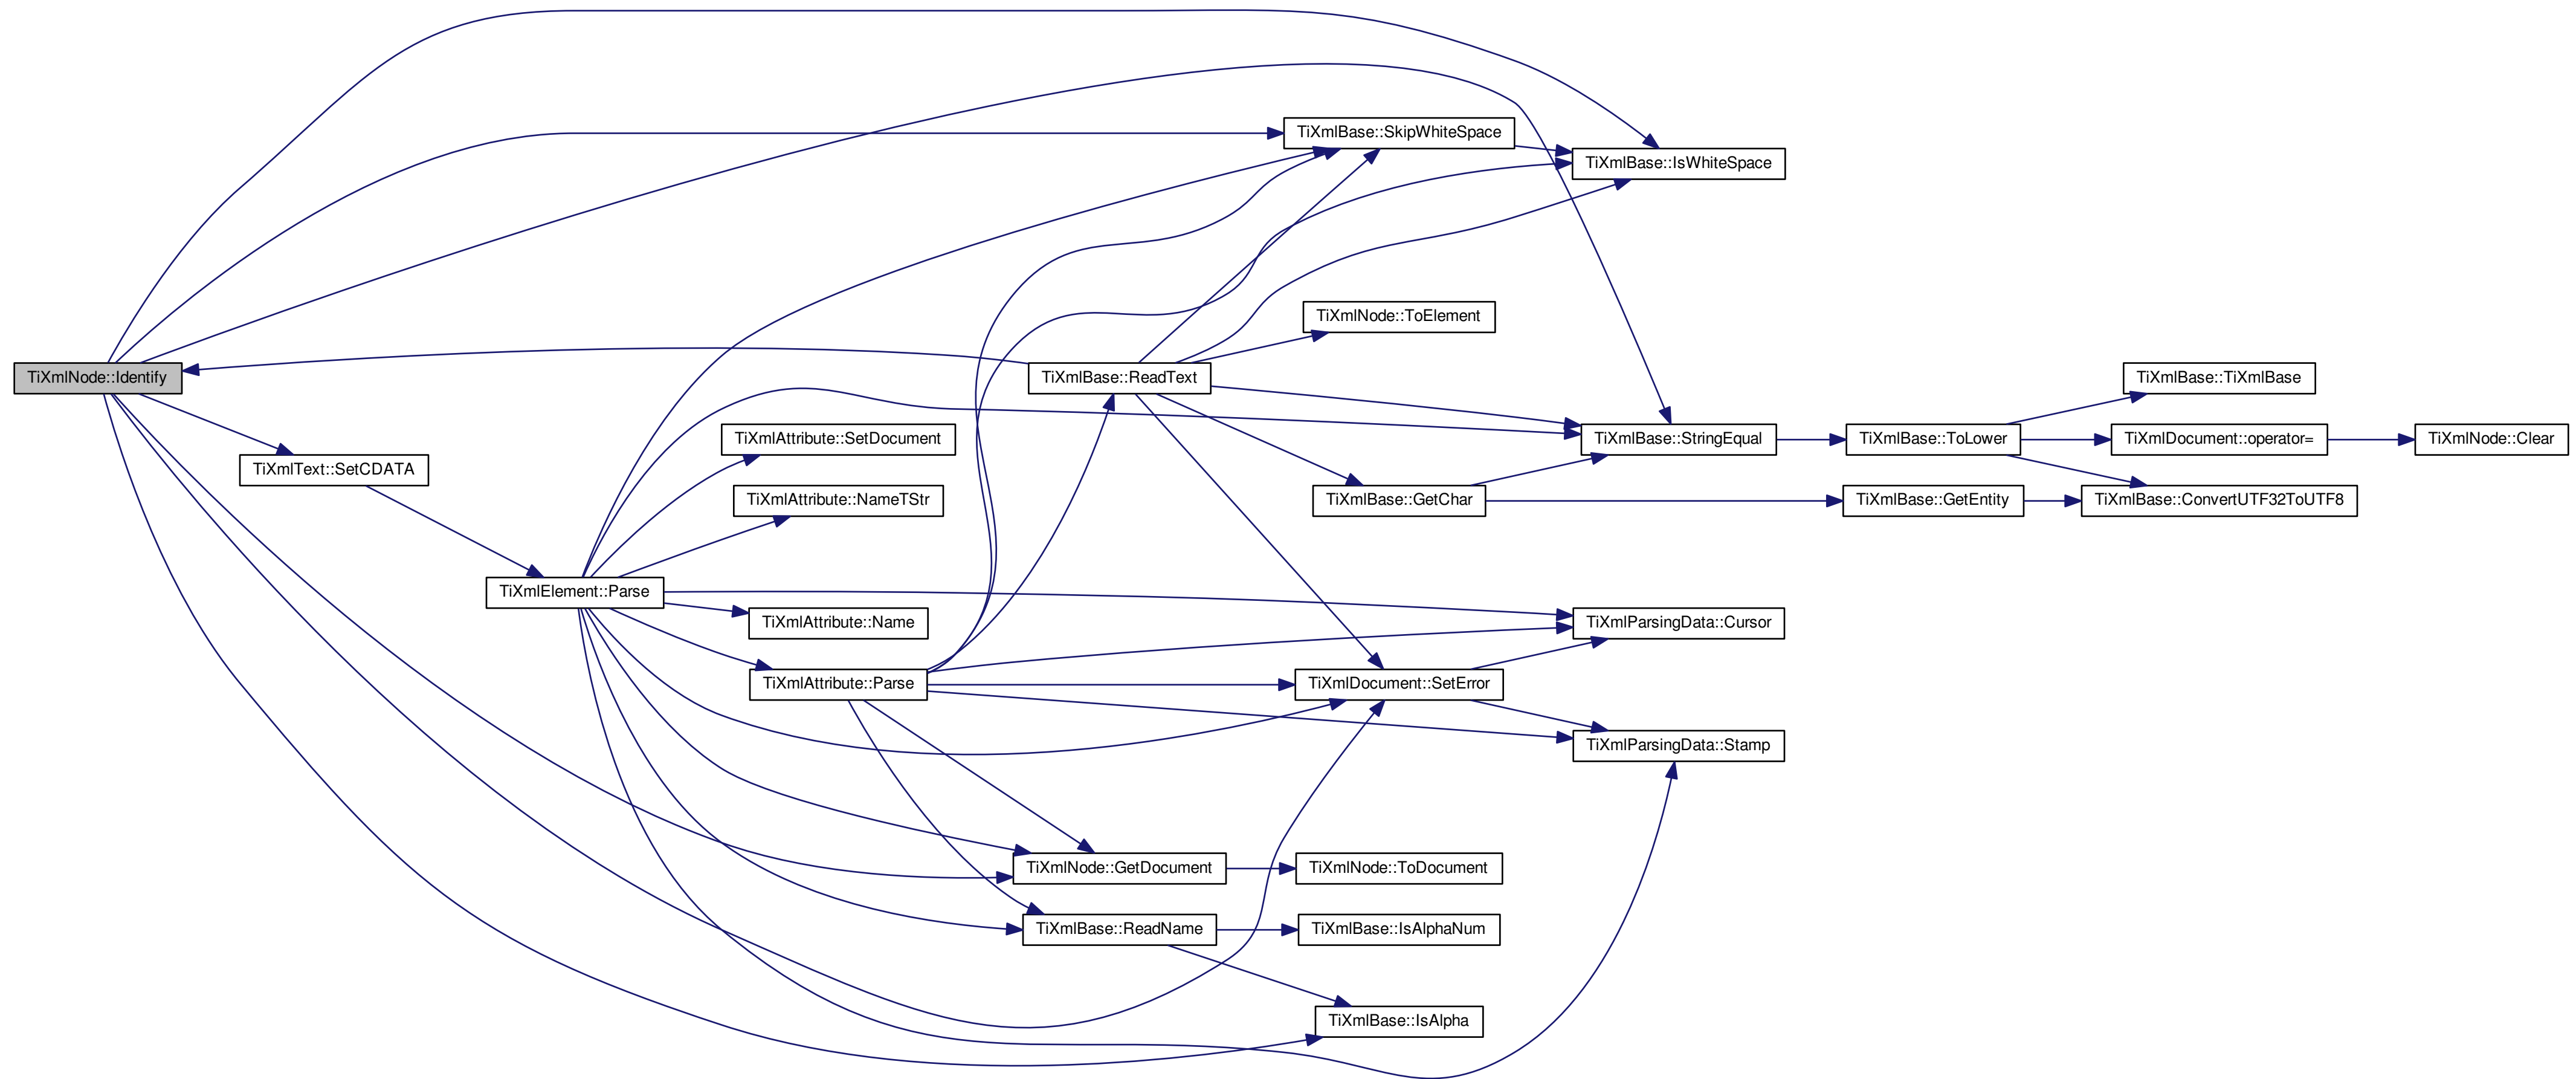 TiXmlBase::SkipWhiteSpace
TiXmlBase::IsWhiteSpace
TiXmlNode::ToElement
TiXmlNode::Identify
TiXmlBase::ReadText
TiXmlBase::TiXmlBase
TiXmlAttribute::SetDocument
TiXmlBase::StringEqual
TiXmlBase::ToLower
TiXmlDocument::operator=
TiXmlNode::Clear
TiXmlText::SetCDATA
TiXmlAttribute::NameTStr
TiXmlBase::GetChar
TiXmlBase::GetEntity
TiXmlBase::ConvertUTF32ToUTF8
TiXmlElement::Parse
TiXmlAttribute::Name
TiXmlParsingData::Cursor
TiXmlAttribute::Parse
TiXmlDocument::SetError
TiXmlParsingData::Stamp
TiXmlNode::GetDocument
TiXmlNode::ToDocument
TiXmlBase::ReadName
TiXmlBase::IsAlphaNum
TiXmlBase::IsAlpha